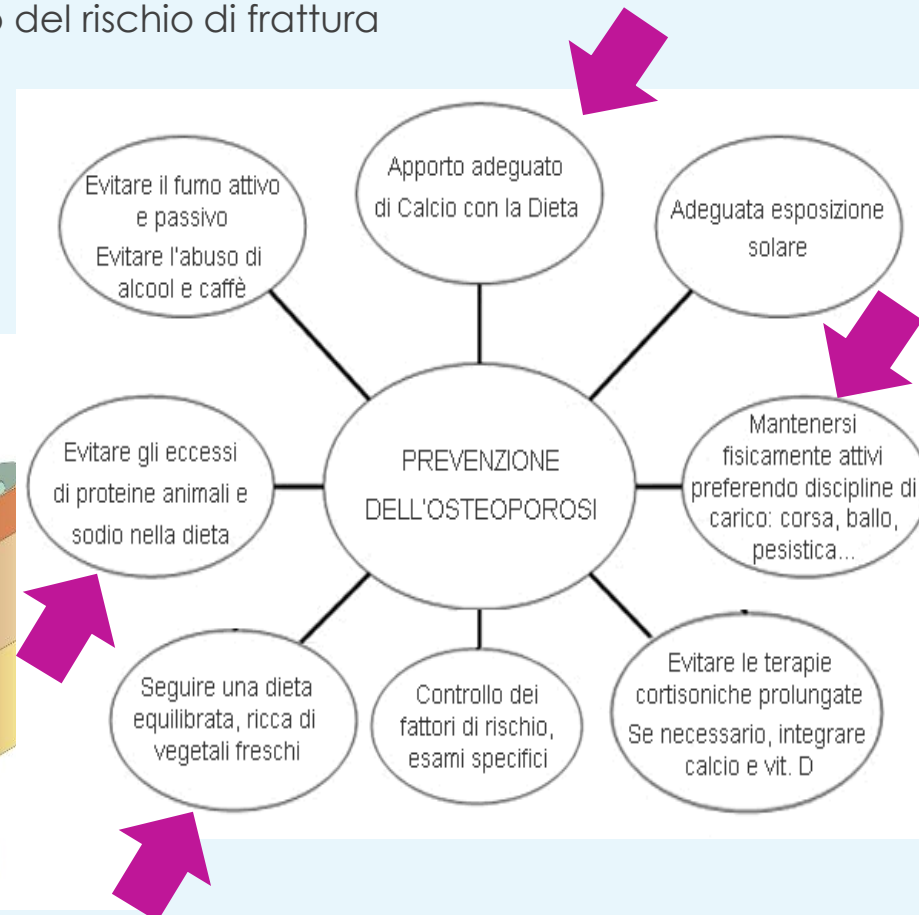 o del rischio di frattura
Evitare il fumo attivo
e passivo
Evitare l'abuso di
alcool e caffè
Apporto adeguato
di Calcio con la Dieta
Adeguata esposizione
solare
Evitare gli eccessi
di proteine animali e
sodio nella dieta
PREVENZIONE
DELL'OSTEOPOROSI
Mantenersi
fisicamente attivi
preferendo discipline di
carico: corsa, ballo,
pesistica...
Seguire una dieta
equilibrata, ricca di
vegetali freschi
Controllo dei
fattori di rischio,
esami specifici
Evitare le terapie
cortisoniche prolungate
Se necessario, integrare
calcio e vit. D